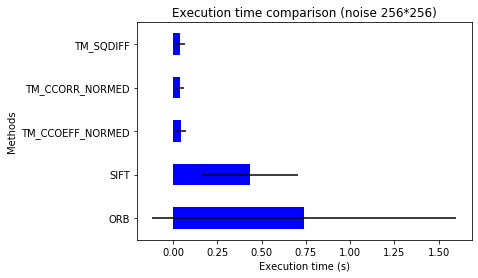 Execution time comparison (noise 256*256)
TM_SQDIFF
TM_CCORR_NORMED
TM_CCOEFF_NORMED
SIFT
ORB
Methods
0.00 0.25 0.50 0.75 1.00 1.25 1.50
Execution time (s)